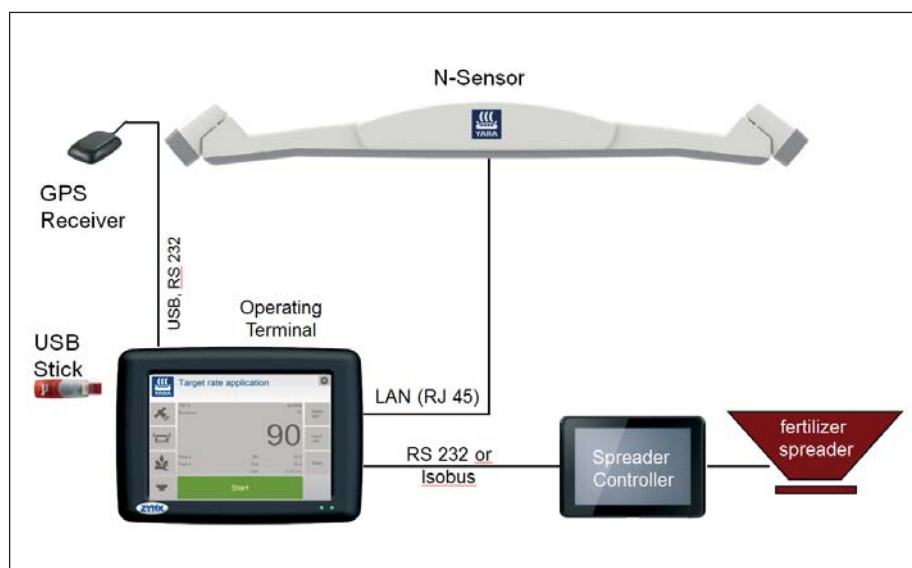 N-Sensor
YARA
GPS
Receiver
USB, RS 232
Operating
Terminal
USB
Stick
YARA
Target rate application
90
Start
ZYNX
LAN (RJ 45)
RS 232 or
Isobus
Spreader
Controller
fertilizer
spreader